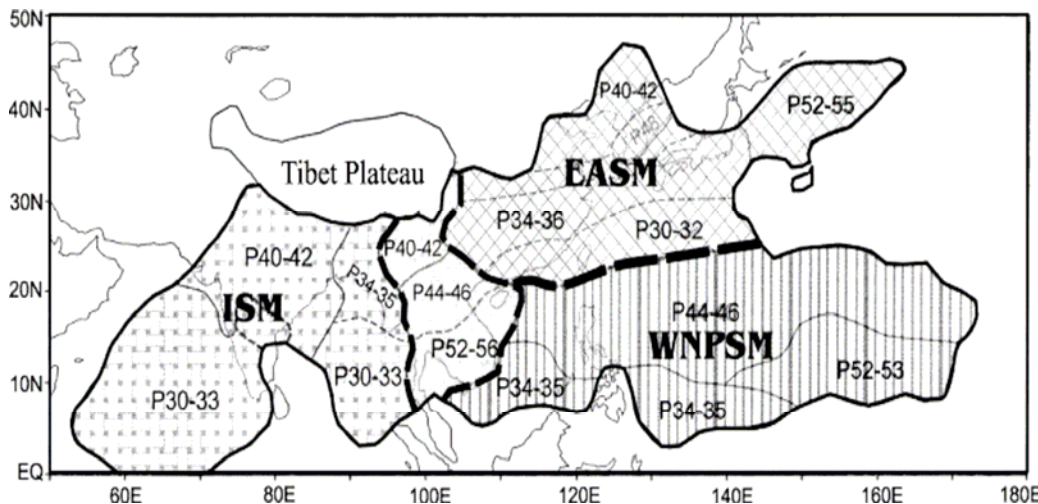 50N
40N
P40-42
P52-55
P48
Tibet Plateau
EASM
30N
P34-36
P30-32
P40-42
P40-42
P34-35
20N
P44-46
P44-46
ISM
WNPSM
P52-56
P52-53
10N
P30-33
P30-33
P34-35
P34-35
EQ
60E 80E 100E 120E 140E 160E 180E